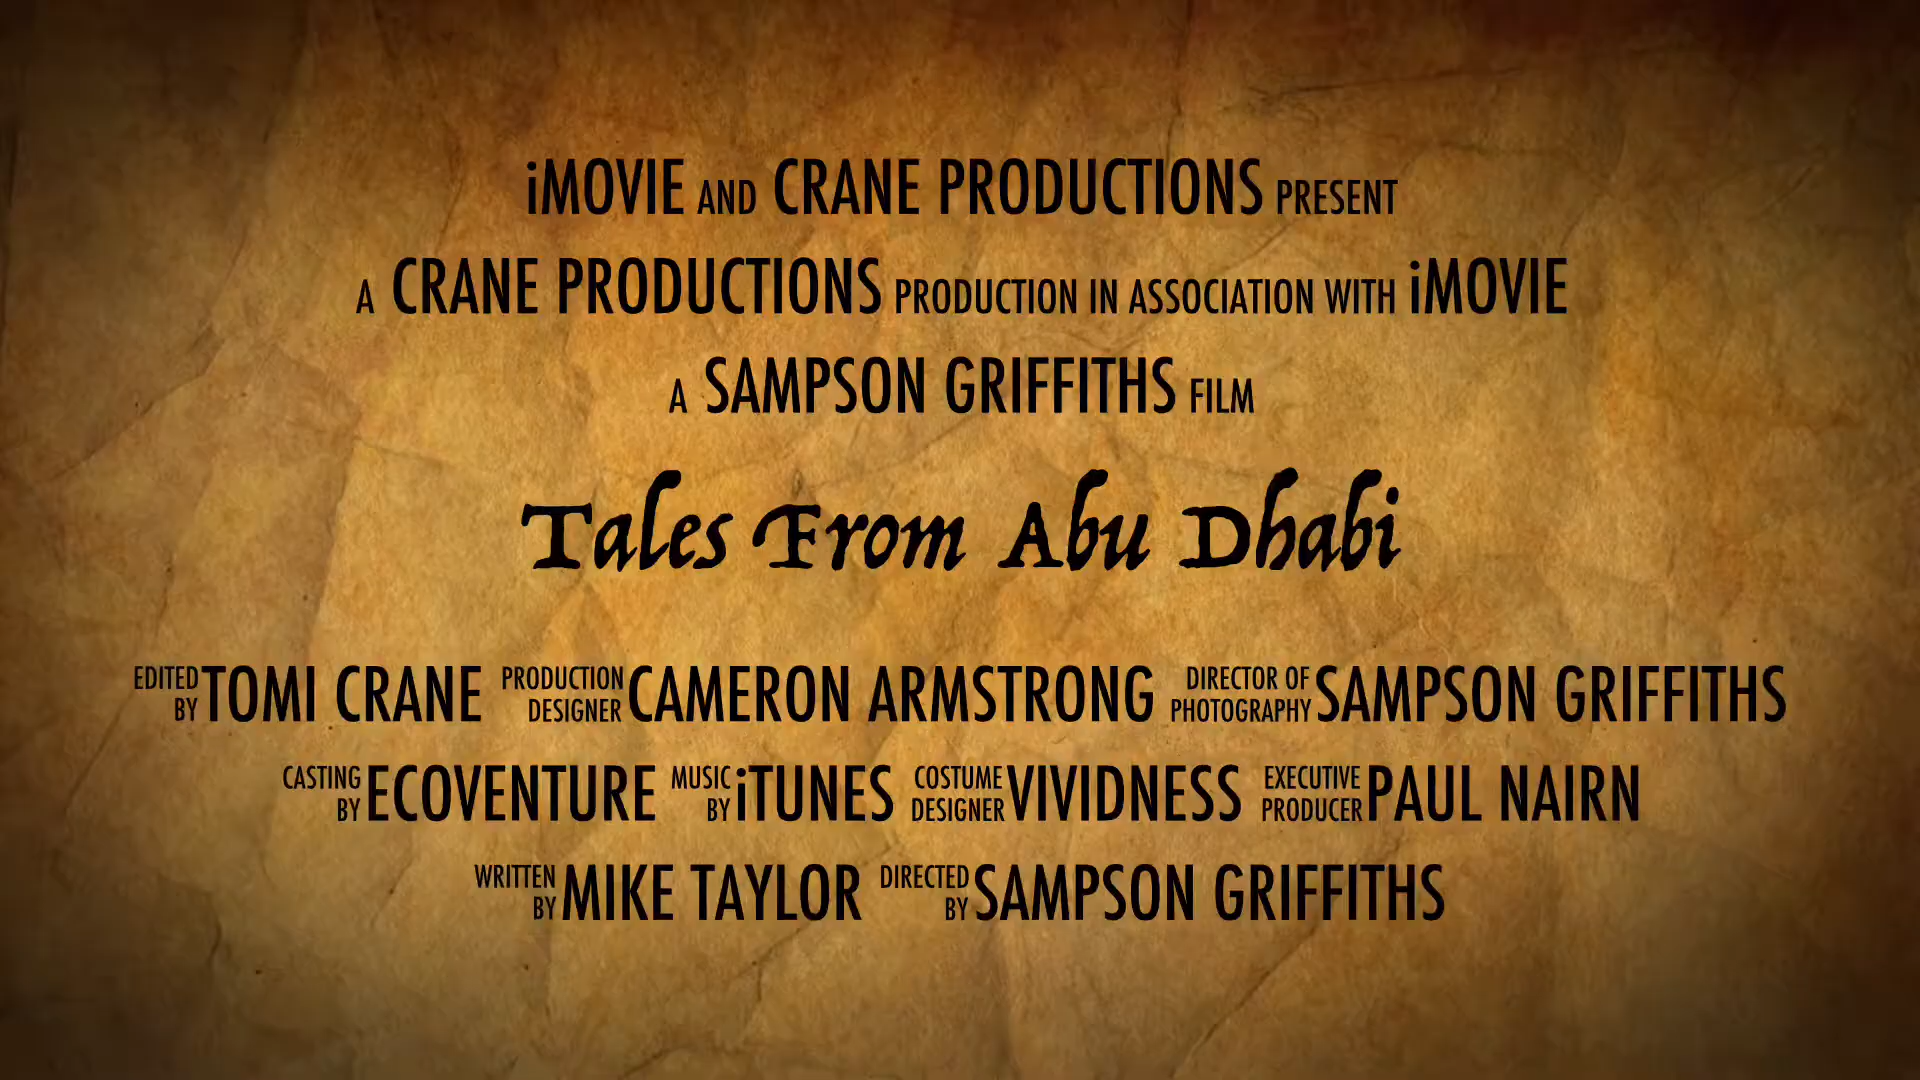 iMOVIE AND CRANE PRODUCTIONS PRESENT
A CRANE PRODUCTIONS PRODUCTION IN ASSOCIATION WITH iMOVIE
A SAMPSON GRIFFITHS FILM
Tales From Abu Dhabi
EDITED BY TOMI CRANE PRODUCTION DESIGNER CAMERON ARMSTRONG DIRECTOR OF PHOTOGRAPHY SAMPSON GRIFFITHS
CASTING BY ECOVENTURE MUSIC BY iTUNES COSTUME DESIGNER VIVIDNESS EXECUTIVE PRODUCER PAUL NAIRN
WRITTEN BY MIKE TAYLOR DIRECTED BY SAMPSON GRIFFITHS